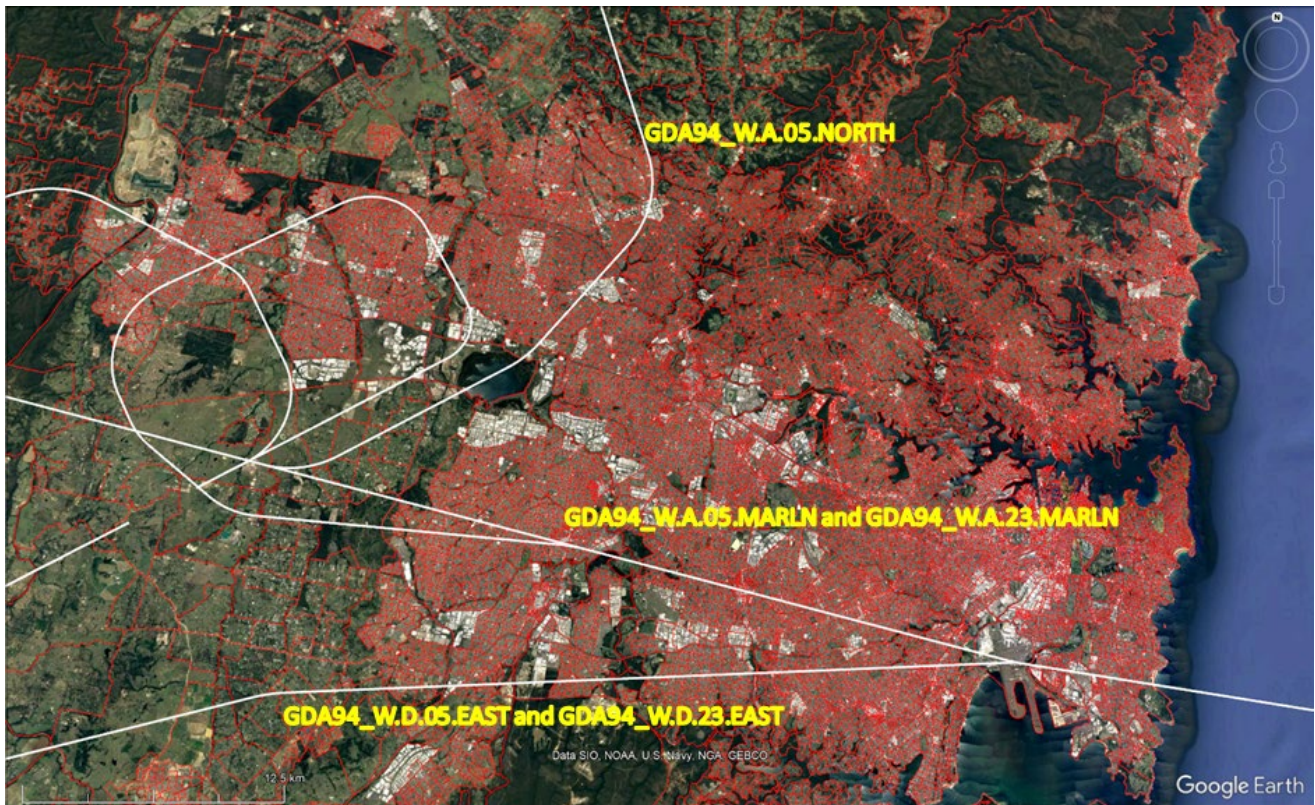 N
GDA94_W.A.05.NORTH
GDA94_W.A.05.MARLN and GDA94_W.A.23.MARLN
GDA94_W.D.05.EAST and GDA94_W.D.23.EAST
Data SIO, NOAA, U.S. Navy, NGA, GEBCO
12.5 km
Google Earth